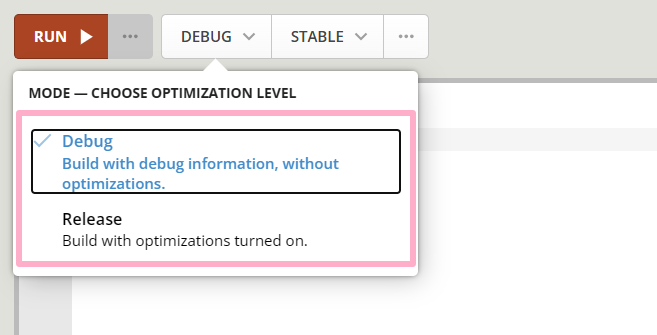 RUN ... DEBUG STABLE ...
MODE — CHOOSE OPTIMIZATION LEVEL
Debug
Build with debug information, without
optimizations.
Release
Build with optimizations turned on.